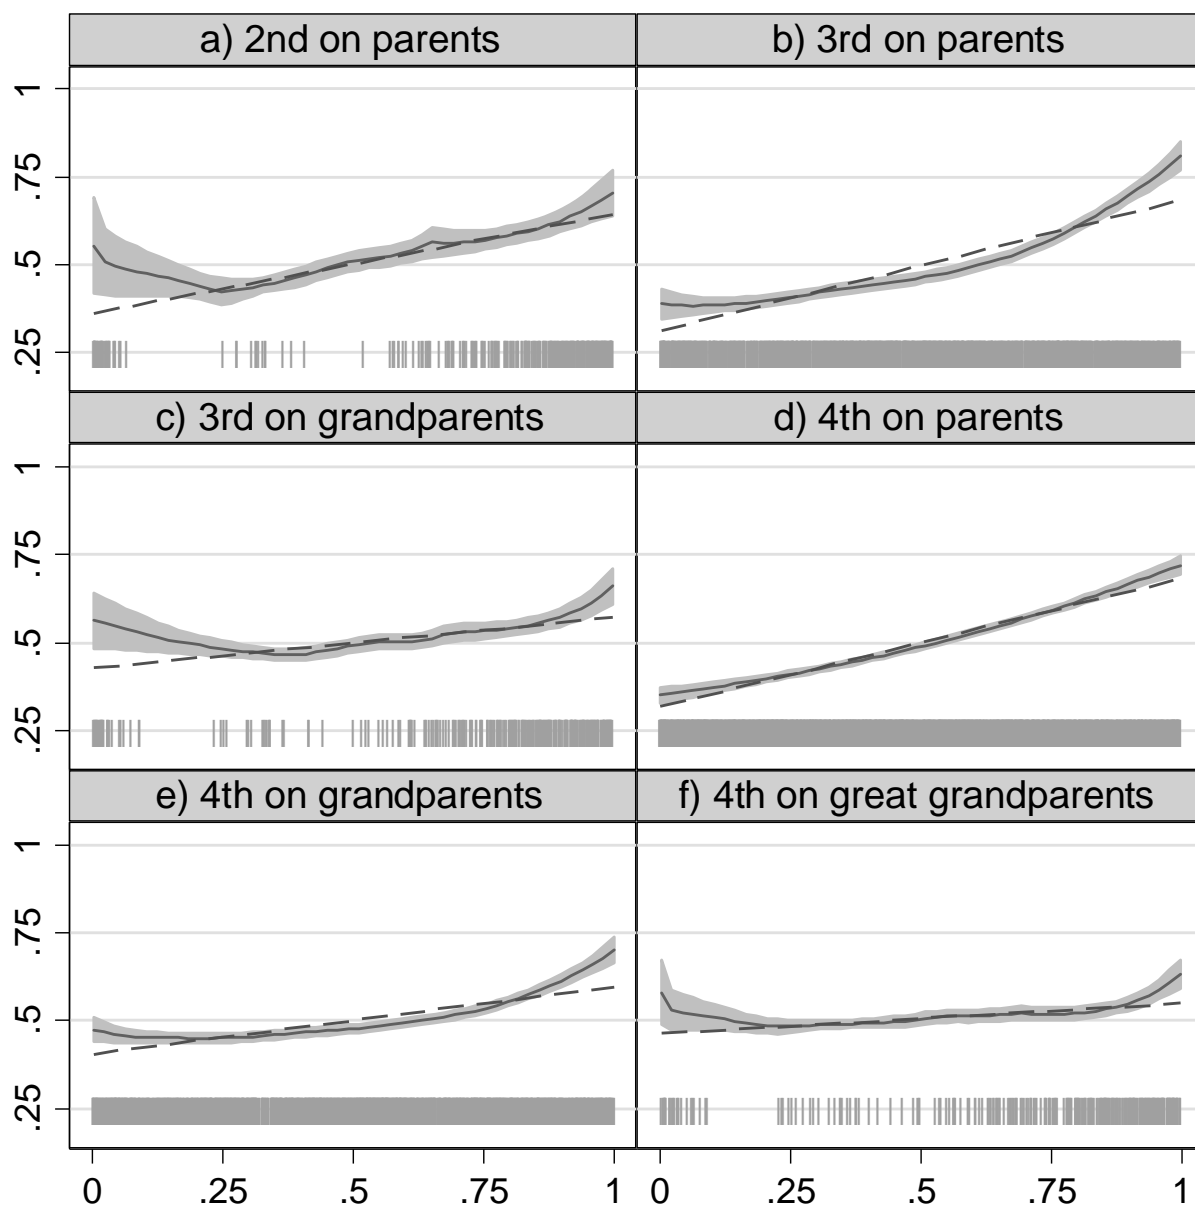 a) 2nd on parents
b) 3rd on parents
1
.75
.5
.25
c) 3rd on grandparents
d) 4th on parents
1
.75
.5
.25
e) 4th on grandparents
f) 4th on great grandparents
1
.75
.5
.25
0 .25 .5 .75 1
0 .25 .5 .75 1